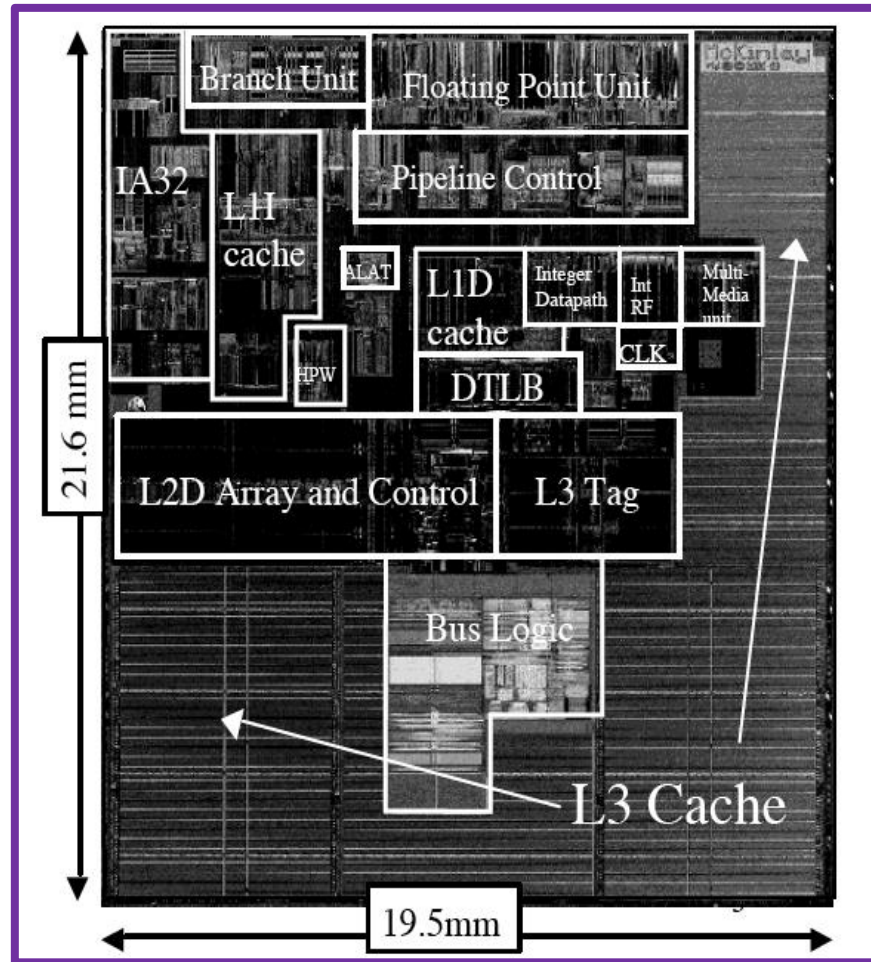 McKinley
Branch Unit
Floating Point Unit
IA32
Pipeline Control
L1I
cache
ALAT
L1D
cache
Integer
Datapath
Int
RF
Multi-
Media
unit
CLK
HPW
DTLB
21.6 mm
L2D Array and Control
L3 Tag
Bus Logic
L3 Cache
19.5mm